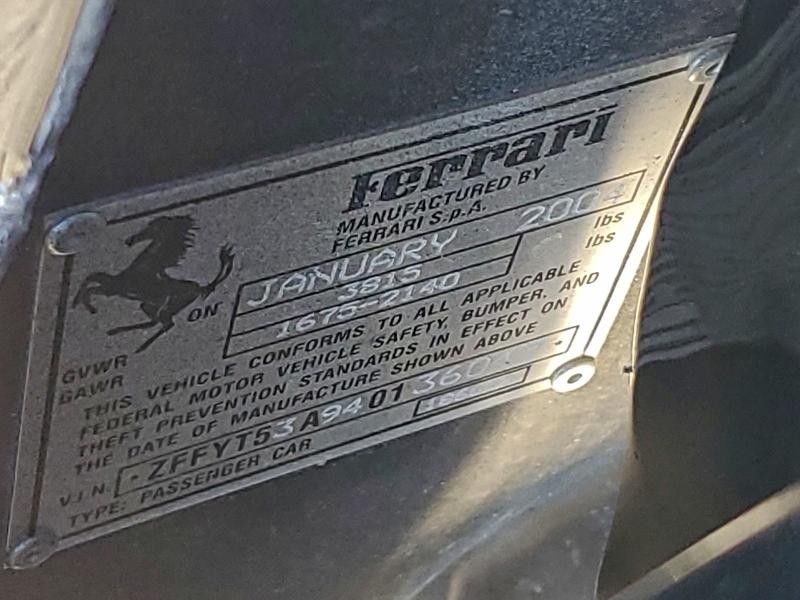 Ferrari
MANUFACTURED BY
FERRARI S.p.A.
ON JANUARY 2004
GVWR 3815 lbs
GAWR 1675-2140 lbs
THIS VEHICLE CONFORMS TO ALL APPLICABLE
FEDERAL MOTOR VEHICLE SAFETY, BUMPER, AND
THEFT PREVENTION STANDARDS IN EFFECT ON
THE DATE OF MANUFACTURE SHOWN ABOVE
V.I.N. ZFFYT53A9401360
TYPE: PASSENGER CAR